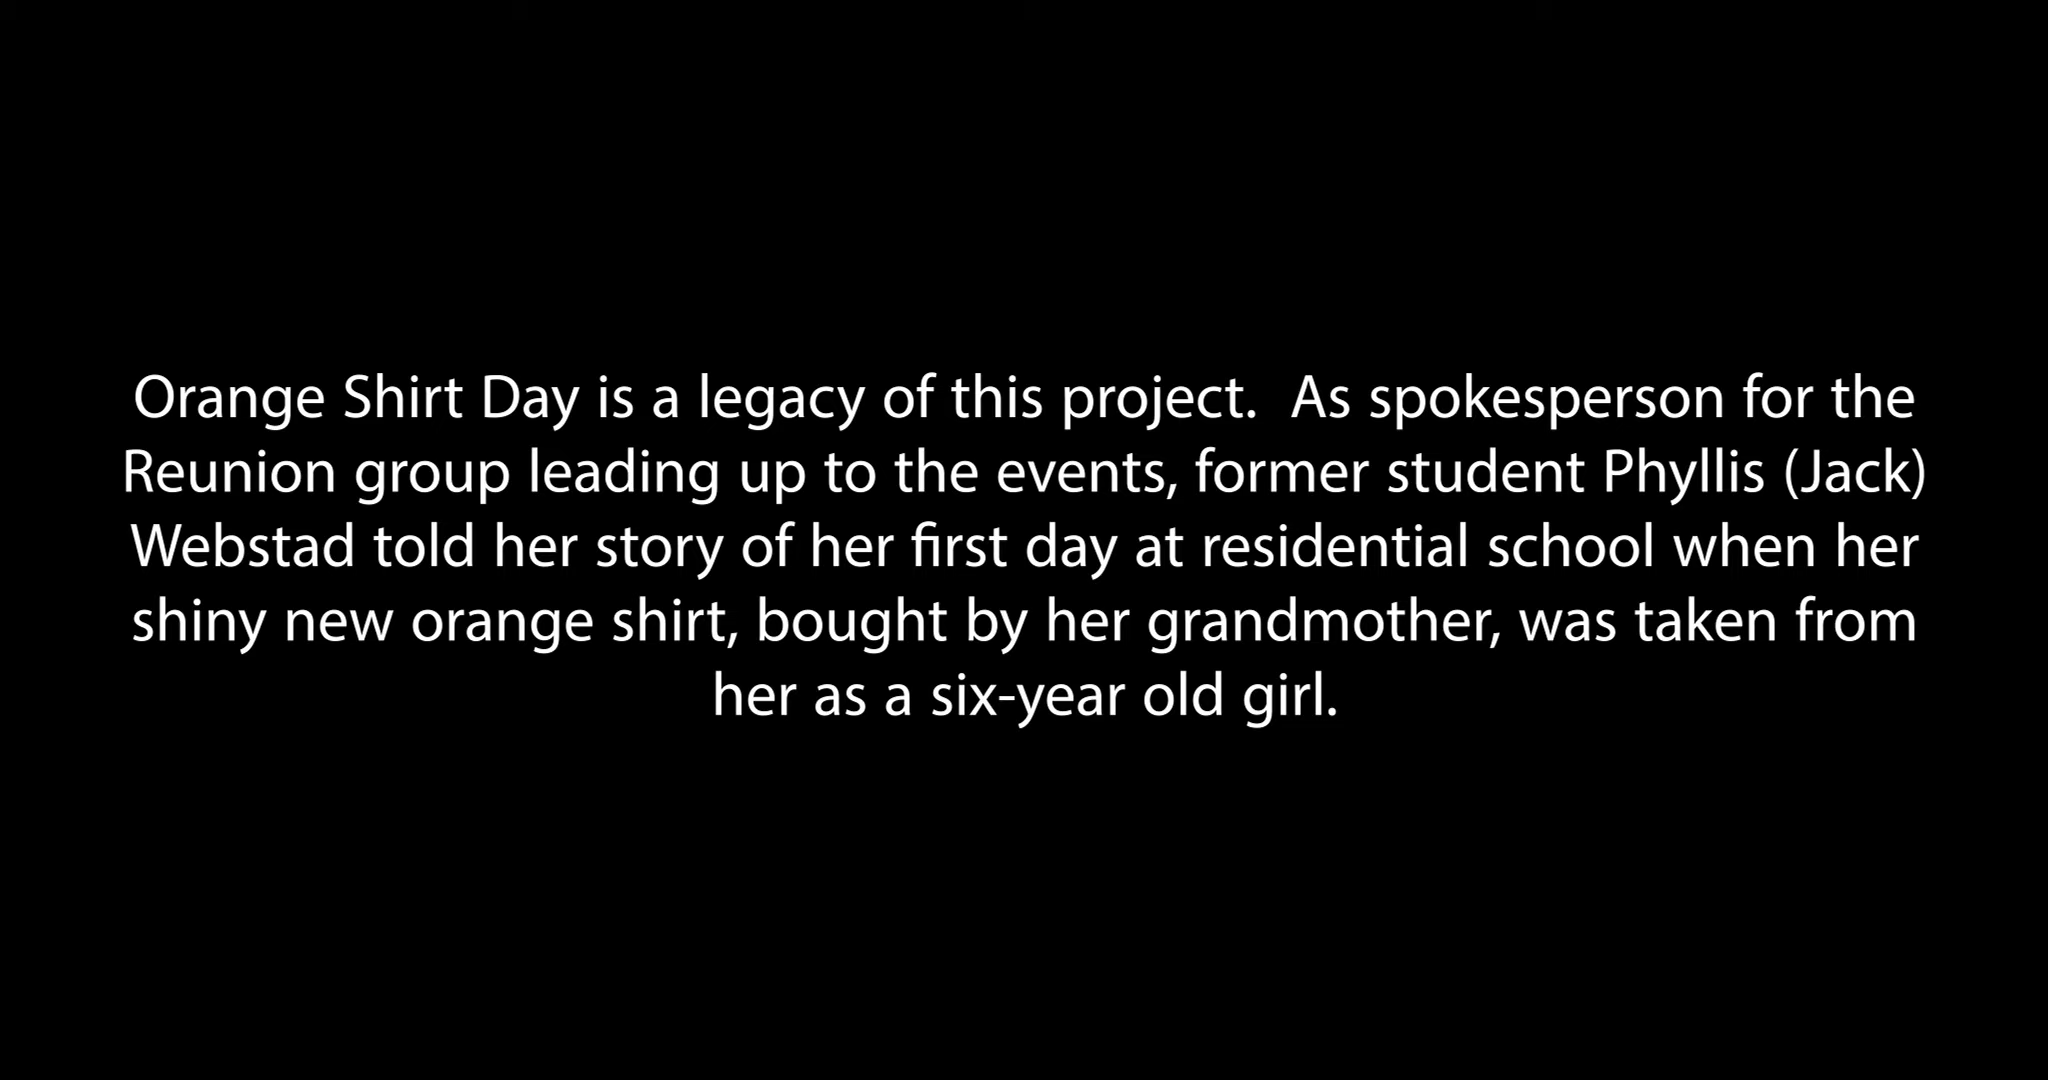 Orange Shirt Day is a legacy of this project.  As spokesperson for the
Reunion group leading up to the events, former student Phyllis (Jack)
Webstad told her story of her first day at residential school when her
shiny new orange shirt, bought by her grandmother, was taken from
her as a six-year old girl.